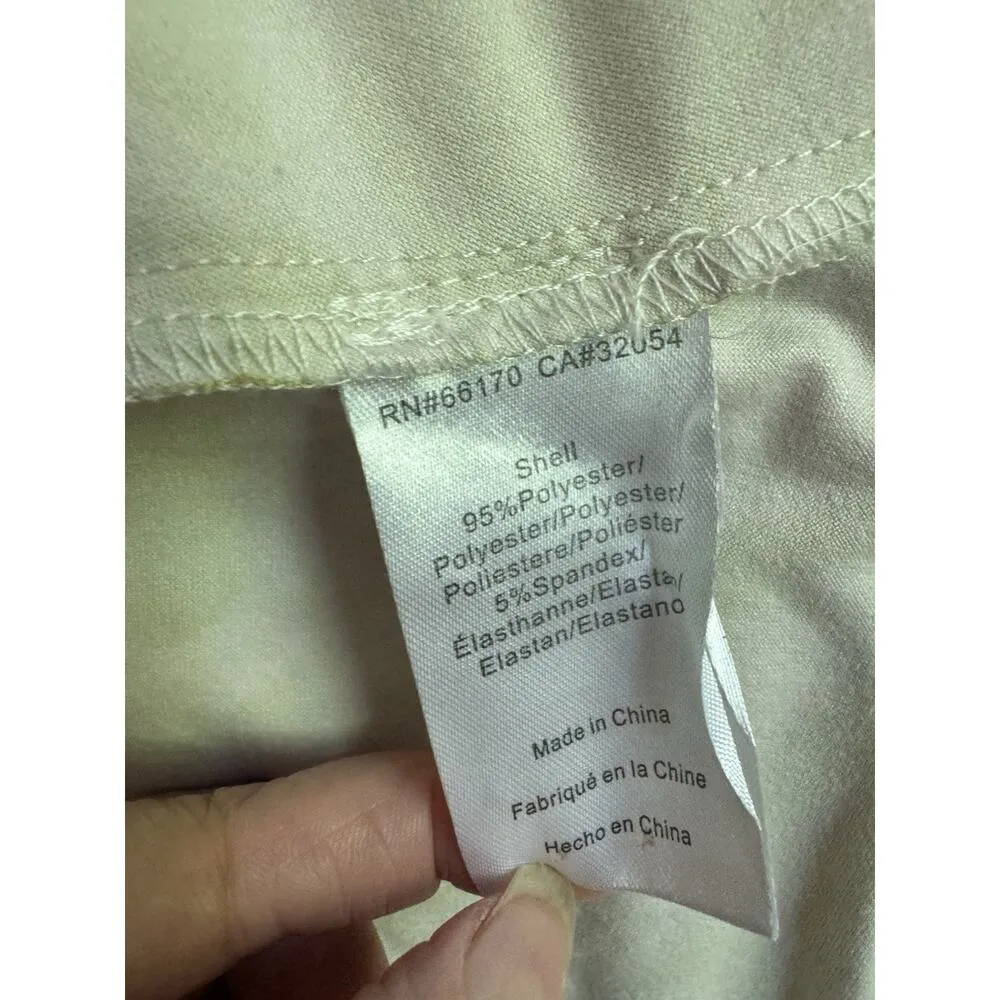 RN#66170 CA#32054
Shell
95%Polyester/
Polyester/Polyester/
Poliestere/Poliéster
5%Spandex/
Élasthanne/Elasta/
Elastan/Elastano
Made in China
Fabriqué en la Chine
Hecho en China